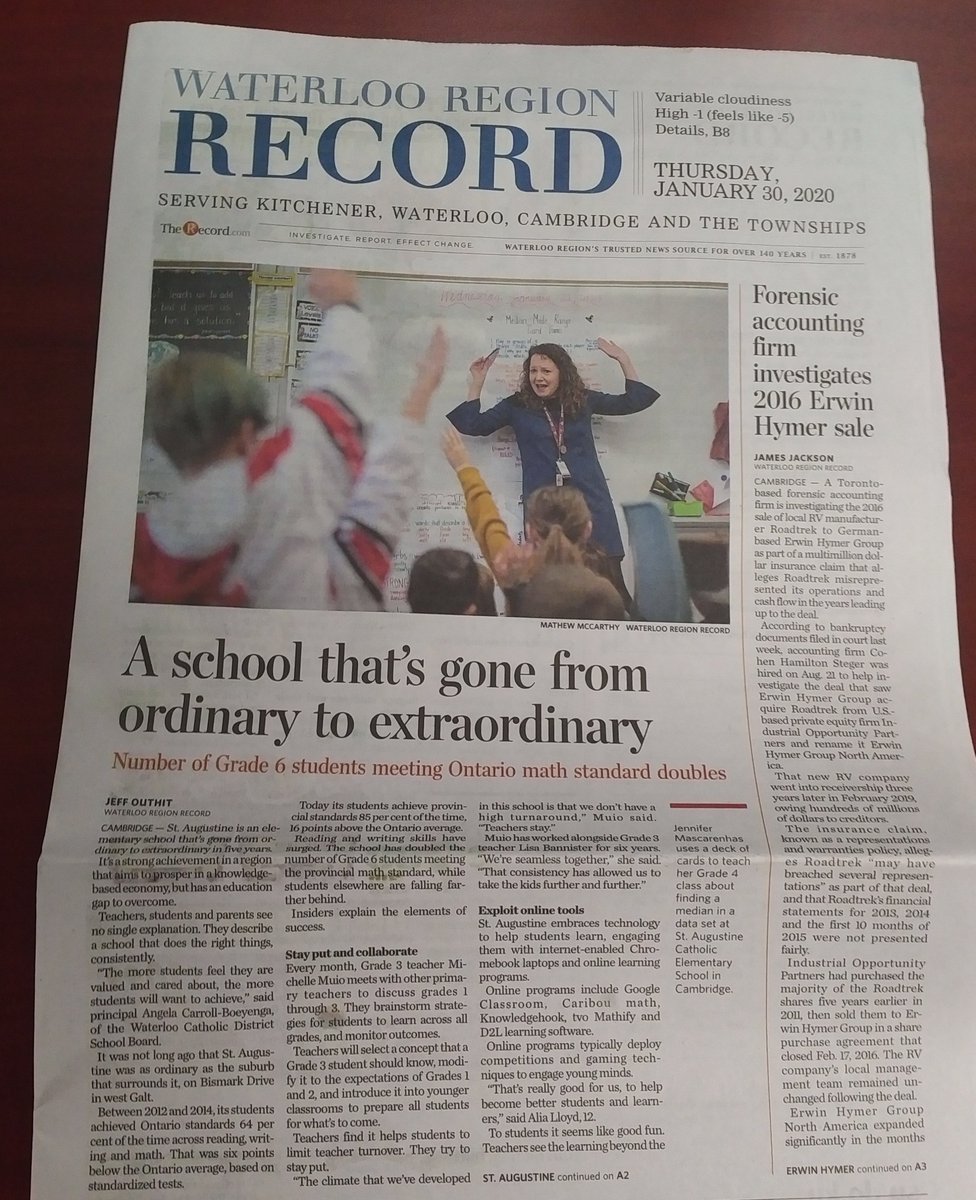 WATERLOO REGION
RECORD
Variable cloudiness
High -1 (feels like -5)
Details, B8
THURSDAY,
JANUARY 30, 2020
SERVING KITCHENER, WATERLOO, CAMBRIDGE AND THE TOWNSHIPS
TheRecord.com
INVESTIGATE. REPORT. EFFECT CHANGE.
WATERLOO REGION'S TRUSTED NEWS SOURCE FOR OVER 140 YEARS | EST. 1878
teach us to add
but it gives us
has a solution.
Wednesday, January
Median Mode Range
Card Game
MATHEW MCCARTHY WATERLOO REGION RECORD
A school that's gone from
ordinary to extraordinary
Number of Grade 6 students meeting Ontario math standard doubles
JEFF OUTHIT
WATERLOO REGION RECORD
CAMBRIDGE — St. Augustine is an ele-
mentary school that's gone from or-
dinary to extraordinary in five years.
It's a strong achievement in a region
that aims to prosper in a knowledge-
based economy, but has an education
gap to overcome.
Teachers, students and parents see
no single explanation. They describe
a school that does the right things,
consistently.
"The more students feel they are
valued and cared about, the more
students will want to achieve," said
principal Angela Carroll-Boeyenga,
of the Waterloo Catholic District
School Board.
It was not long ago that St. Augus-
tine was as ordinary as the suburb
that surrounds it, on Bismark Drive
in west Galt.
Between 2012 and 2014, its students
achieved Ontario standards 64 per
cent of the time across reading, writ-
ing and math. That was six points
below the Ontario average, based on
standardized tests.
Today its students achieve provin-
cial standards 85 per cent of the time,
16 points above the Ontario average.
Reading and writing skills have
surged. The school has doubled the
number of Grade 6 students meeting
the provincial math standard, while
students elsewhere are falling far-
ther behind.
Insiders explain the elements of
success.
Stay put and collaborate
Every month, Grade 3 teacher Mi-
chelle Muio meets with other prima-
ry teachers to discuss grades 1
through 3. They brainstorm strate-
gies for students to learn across all
grades, and monitor outcomes.
Teachers will select a concept that a
Grade 3 student should know, modi-
fy it to the expectations of Grades 1
and 2, and introduce it into younger
classrooms to prepare all students
for what's to come.
Teachers find it helps students to
limit teacher turnover. They try to
stay put.
"The climate that we've developed
in this school is that we don't have a
high turnaround," Muio said.
"Teachers stay."
Muio has worked alongside Grade 3
teacher Lisa Bannister for six years.
"We're seamless together," she said.
"That consistency has allowed us to
take the kids further and further."
Exploit online tools
St. Augustine embraces technology
to help students learn, engaging
them with internet-enabled Chro-
mebook laptops and online learning
programs.
Online programs include Google
Classroom, Caribou math,
Knowledgehook, tvo Mathify and
D2L learning software.
Online programs typically deploy
competitions and gaming tech-
niques to engage young minds.
"That's really good for us, to help
become better students and learn-
ers," said Alia Lloyd, 12.
To students it seems like good fun.
Teachers see the learning beyond the
ST. AUGUSTINE continued on A2
Jennifer
Mascarenhas
uses a deck of
cards to teach
her Grade 4
class about
finding a
median in a
data set at
St. Augustine
Catholic
Elementary
School in
Cambridge.
Forensic
accounting
firm
investigates
2016 Erwin
Hymer sale
JAMES JACKSON
WATERLOO REGION RECORD
CAMBRIDGE — A Toronto-
based forensic accounting
firm is investigating the 2016
sale of local RV manufactur-
er Roadtrek to German-
based Erwin Hymer Group
as part of a multimillion dol-
lar insurance claim that al-
leges Roadtrek misrepre-
sented its operations and
cash flow in the years leading
up to the deal.
According to bankruptcy
documents filed in court last
week, accounting firm Co-
hen Hamilton Steger was
hired on Aug. 21 to help in-
vestigate the deal that saw
Erwin Hymer Group ac-
quire Roadtrek from U.S.-
based private equity firm In-
dustrial Opportunity Part-
ners and rename it Erwin
Hymer Group North Amer-
ica.
That new RV company
went into receivership three
years later in February 2019,
owing hundreds of millions
of dollars to creditors.
The insurance claim,
known as a representations
and warranties policy, alleg-
es Roadtrek "may have
breached several represen-
tations" as part of that deal,
and that Roadtrek's financial
statements for 2013, 2014
and the first 10 months of
2015 were not presented
fairly.
Industrial Opportunity
Partners had purchased the
majority of the Roadtrek
shares five years earlier in
2011, then sold them to Er-
win Hymer Group in a share
purchase agreement that
closed Feb. 17, 2016. The RV
company's local manage-
ment team remained un-
changed following the deal.
Erwin Hymer Group
North America expanded
significantly in the months
ERWIN HYMER continued on A3